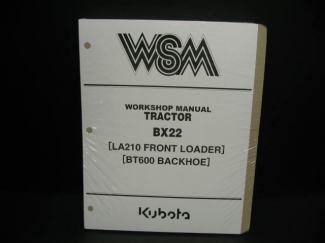 WSM
WORKSHOP MANUAL
TRACTOR
BX22
[LA210 FRONT LOADER]
[BT600 BACKHOE]
Kubota